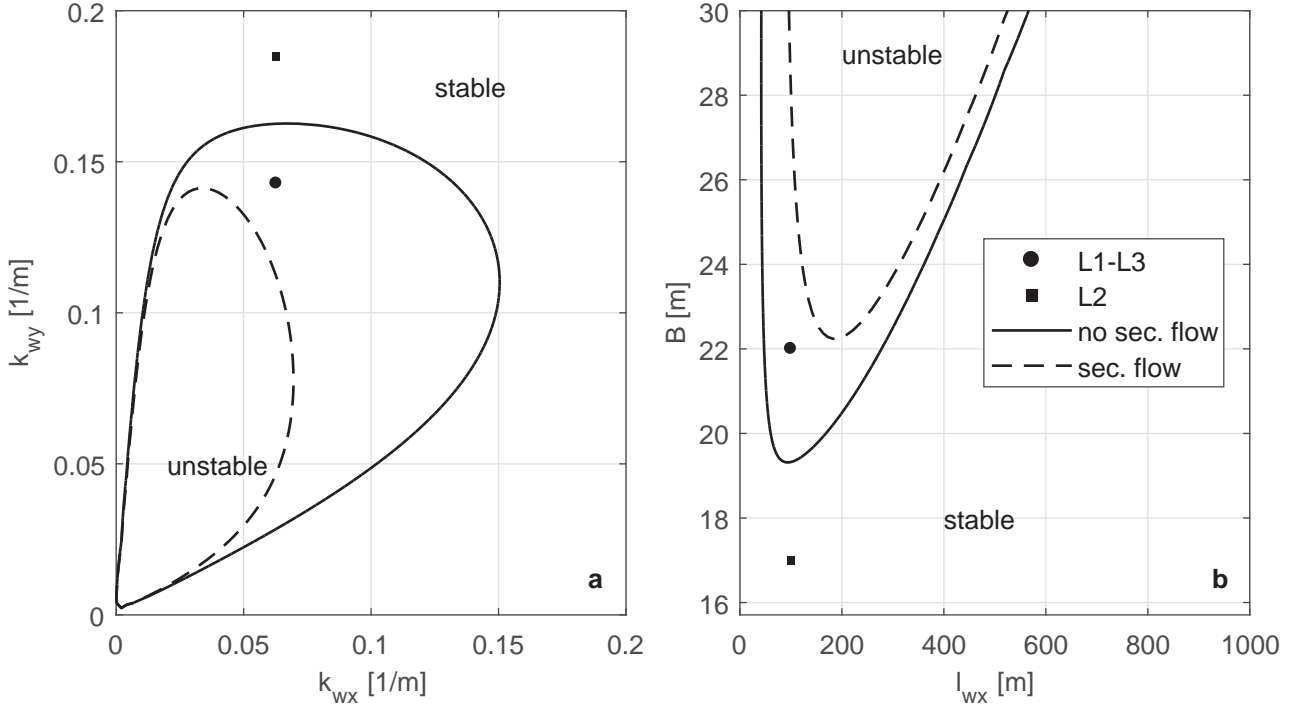 0.2
0.15
0.1
0.05
0
k_wy [1/m]
stable
unstable
a
0
0.05
0.1
0.15
0.2
k_wx [1/m]
30
28
26
24
22
20
18
16
B [m]
unstable
L1-L3
L2
no sec. flow
sec. flow
stable
b
0
200
400
600
800
1000
l_wx [m]